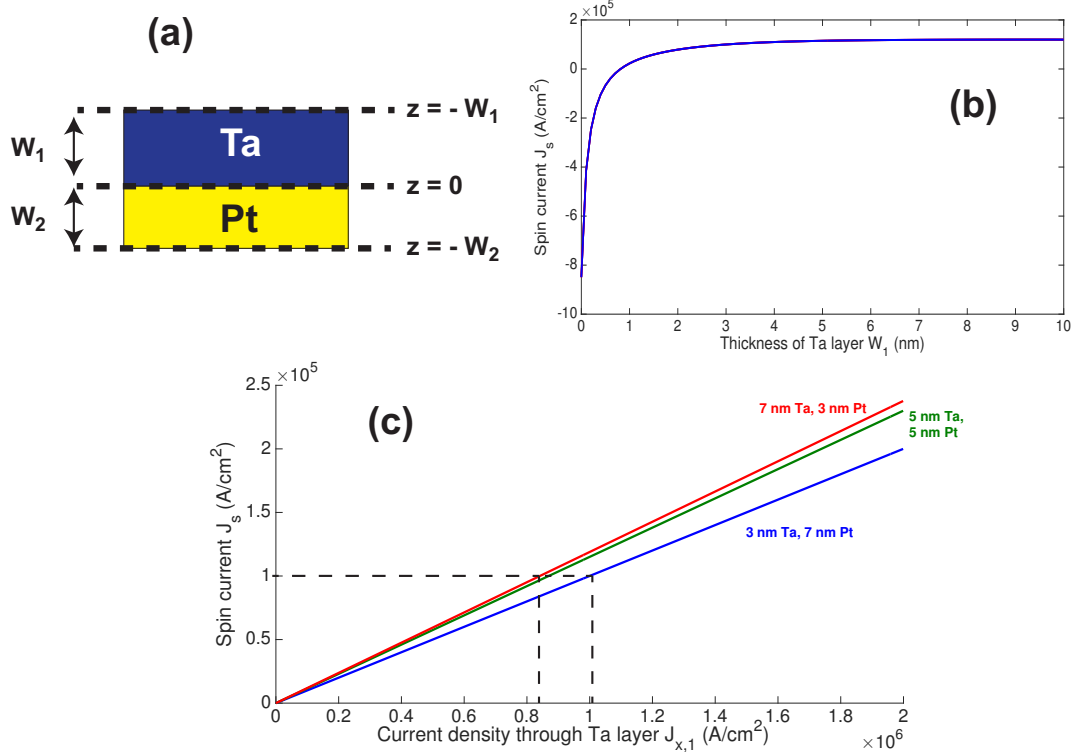 (a)
W1
W2
Ta
Pt
z = - W1
z = 0
z = - W2
× 10^5
2
0
-2
-4
-6
-8
-10
Spin current Js (A/cm²)
(b)
0 1 2 3 4 5 6 7 8 9 10
Thickness of Ta layer W1 (nm)
× 10^5
2.5
2
1.5
1
0.5
0
Spin current Js (A/cm²)
(c)
7 nm Ta, 3 nm Pt
5 nm Ta,
5 nm Pt
3 nm Ta, 7 nm Pt
0 0.2 0.4 0.6 0.8 1 1.2 1.4 1.6 1.8 2
× 10^6
Current density through Ta layer Jx,1 (A/cm²)